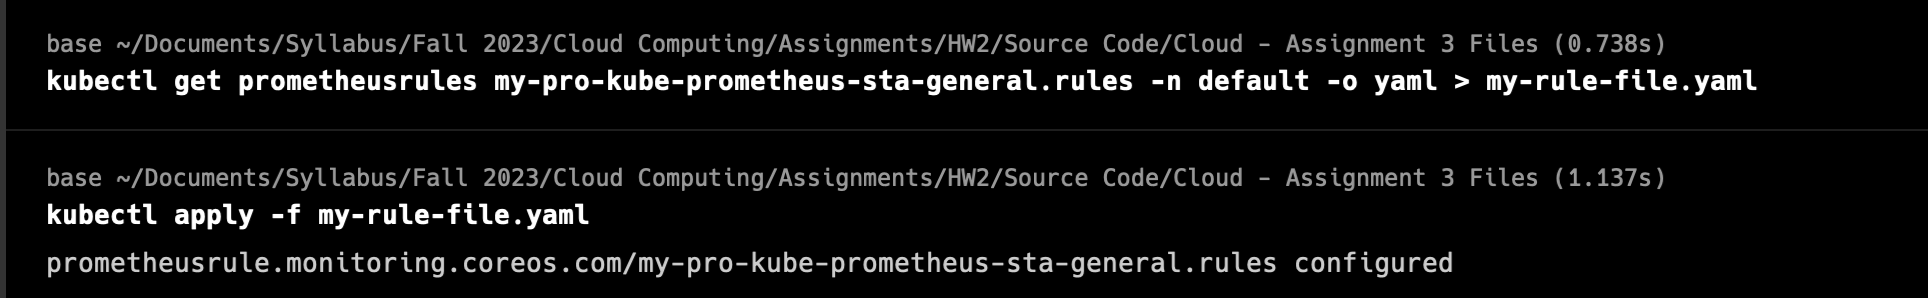 base ~/Documents/Syllabus/Fall 2023/Cloud Computing/Assignments/HW2/Source Code/Cloud - Assignment 3 Files (0.738s)
kubectl get prometheusrules my-pro-kube-prometheus-sta-general.rules -n default -o yaml > my-rule-file.yaml
base ~/Documents/Syllabus/Fall 2023/Cloud Computing/Assignments/HW2/Source Code/Cloud - Assignment 3 Files (1.137s)
kubectl apply -f my-rule-file.yaml
prometheusrule.monitoring.coreos.com/my-pro-kube-prometheus-sta-general.rules configured